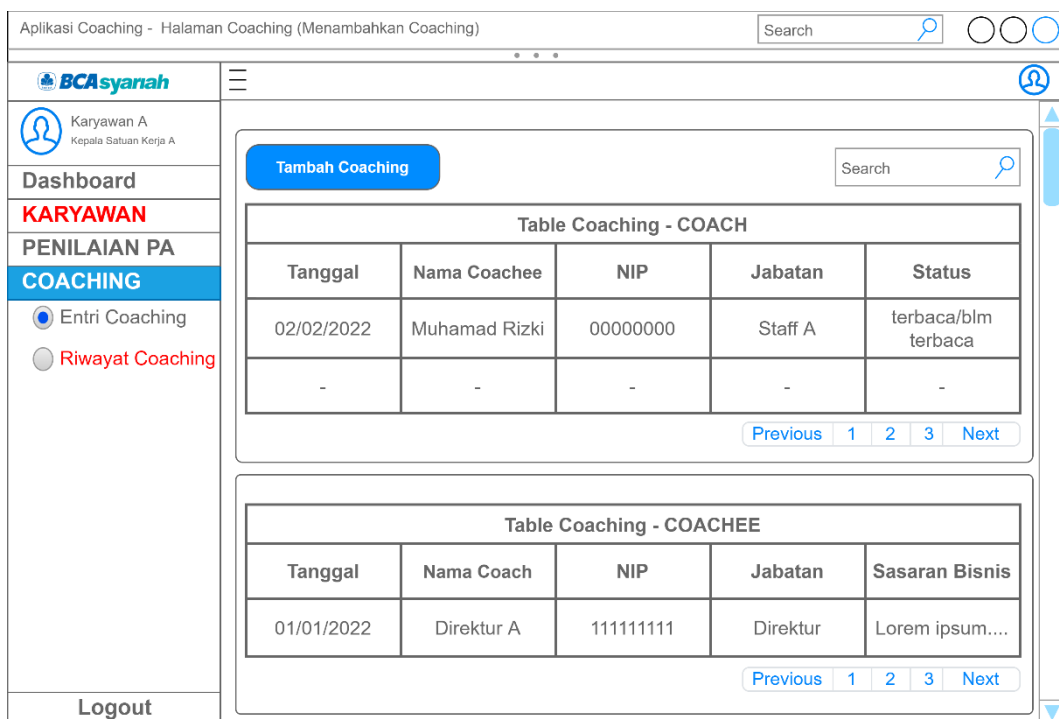 Aplikasi Coaching - Halaman Coaching (Menambahkan Coaching)
Search
BCA syariah
Karyawan A
Kepala Satuan Kerja A
Dashboard
KARYAWAN
PENILAIAN PA
COACHING
Entri Coaching
Riwayat Coaching
Logout
Tambah Coaching
Search
Table Coaching - COACH
Tanggal Nama Coachee NIP Jabatan Status
02/02/2022 Muhamad Rizki 00000000 Staff A terbaca/blm
terbaca
- - - - -
Previous 1 2 3 Next
Table Coaching - COACHEE
Tanggal Nama Coach NIP Jabatan Sasaran Bisnis
01/01/2022 Direktur A 111111111 Direktur Lorem ipsum....
Previous 1 2 3 Next